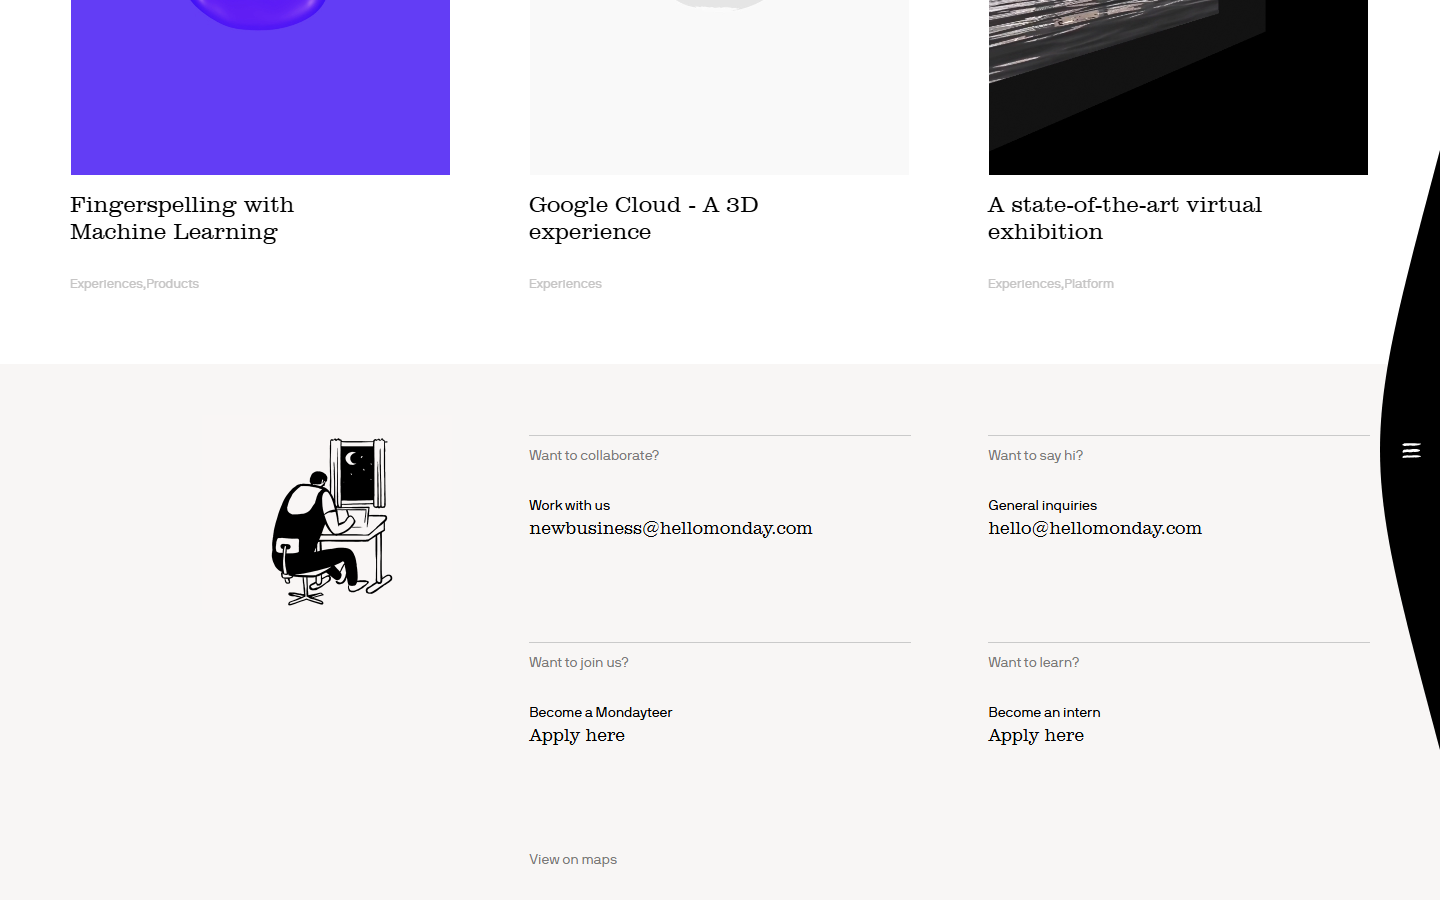 Fingerspelling with
Machine Learning
Experiences,Products
Google Cloud - A 3D
experience
Experiences
A state-of-the-art virtual
exhibition
Experiences,Platform
Want to collaborate?
Work with us
newbusiness@hellomonday.com
Want to say hi?
General inquiries
hello@hellomonday.com
Want to join us?
Become a Mondayteer
Apply here
Want to learn?
Become an intern
Apply here
View on maps